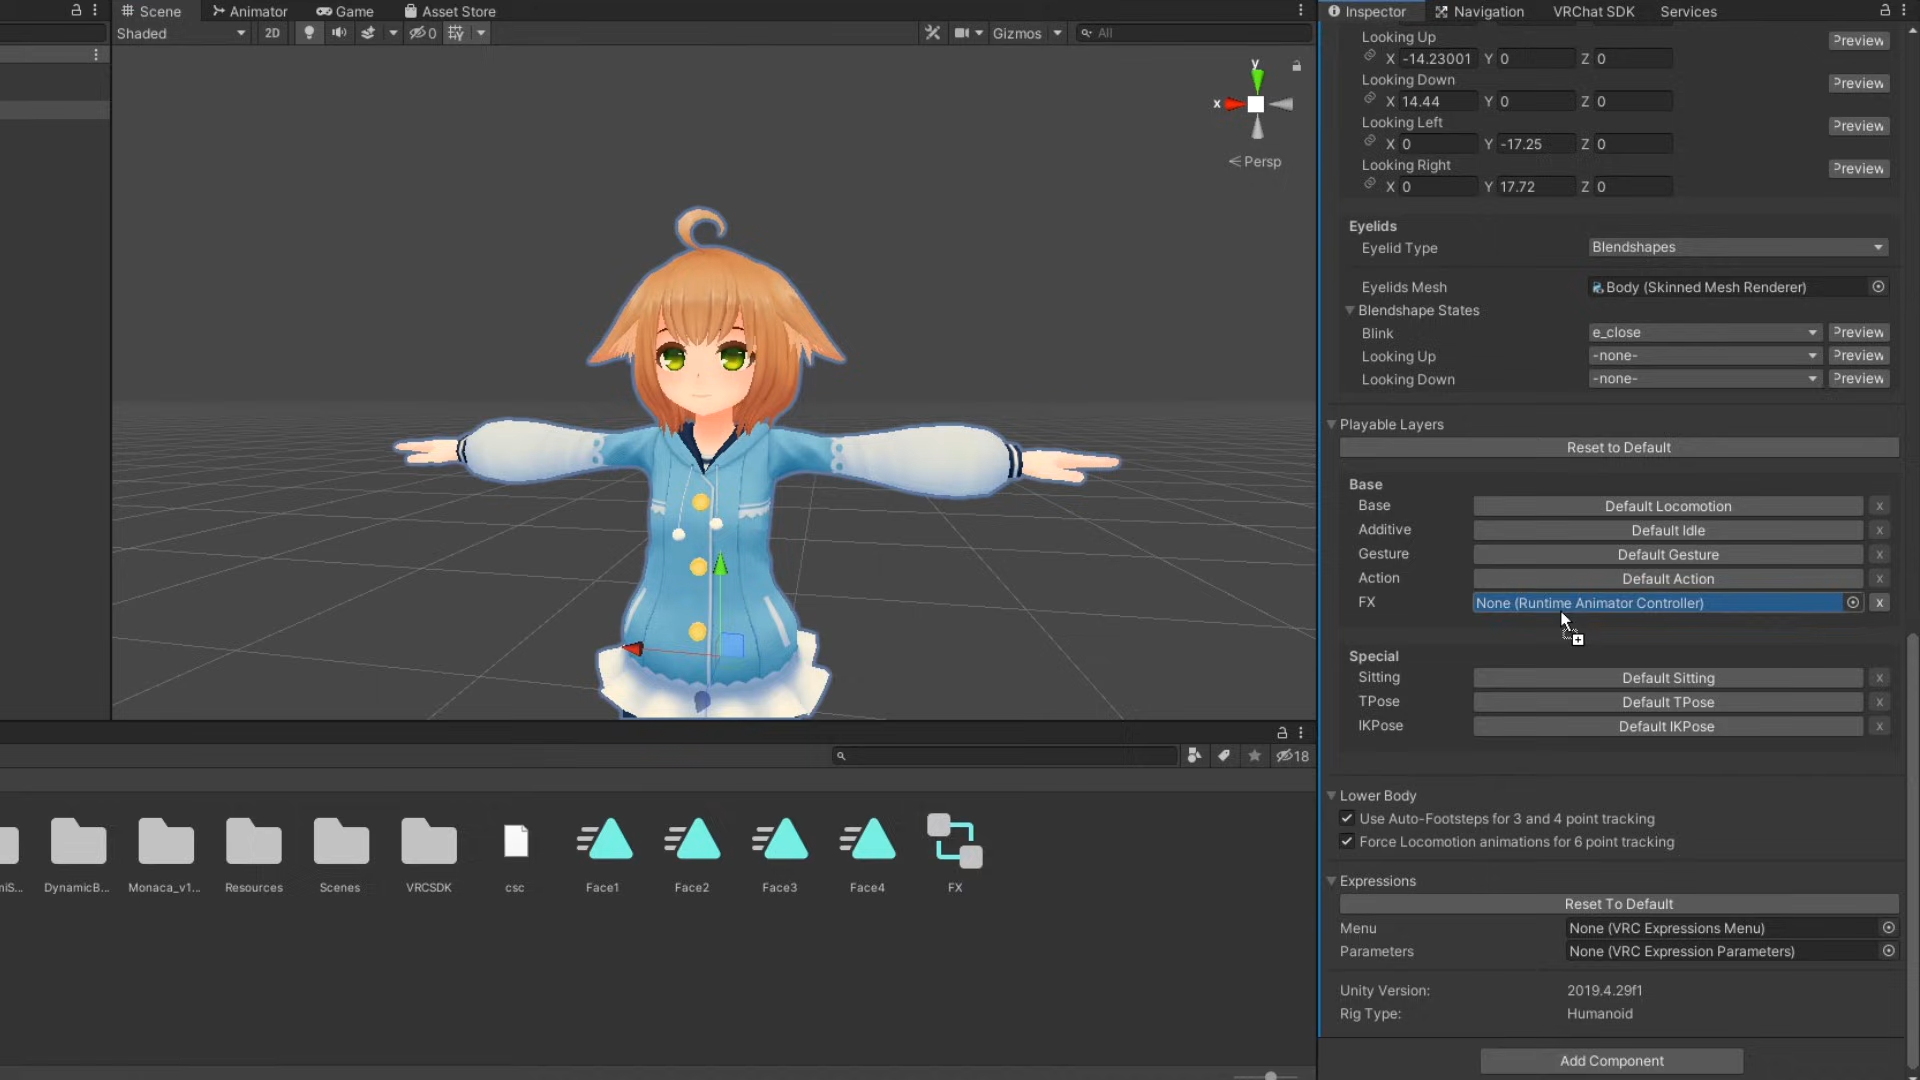 Scene
Animator
Game
Asset Store
Inspector
Navigation
VRChat SDK
Services
Shaded
2D
0
Gizmos
All
y
x
Persp
Looking Up
X -14.23001 Y 0 Z 0
Preview
Looking Down
X 14.44 Y 0 Z 0
Preview
Looking Left
X 0 Y -17.25 Z 0
Preview
Looking Right
X 0 Y 17.72 Z 0
Preview
Eyelids
Eyelid Type Blendshapes
Eyelids Mesh Body (Skinned Mesh Renderer)
Blendshape States
Blink e_close Preview
Looking Up -none- Preview
Looking Down -none- Preview
Playable Layers
Reset to Default
Base
Base Default Locomotion x
Additive Default Idle x
Gesture Default Gesture x
Action Default Action x
FX None (Runtime Animator Controller) x
Special
Sitting Default Sitting x
TPose Default TPose x
IKPose Default IKPose x
Lower Body
Use Auto-Footsteps for 3 and 4 point tracking
Force Locomotion animations for 6 point tracking
Expressions
Reset To Default
Menu None (VRC Expressions Menu)
Parameters None (VRC Expression Parameters)
Unity Version: 2019.4.29f1
Rig Type: Humanoid
Add Component
18
miS...
DynamicB...
Monaca_v1...
Resources
Scenes
VRCSDK
csc
Face1
Face2
Face3
Face4
FX